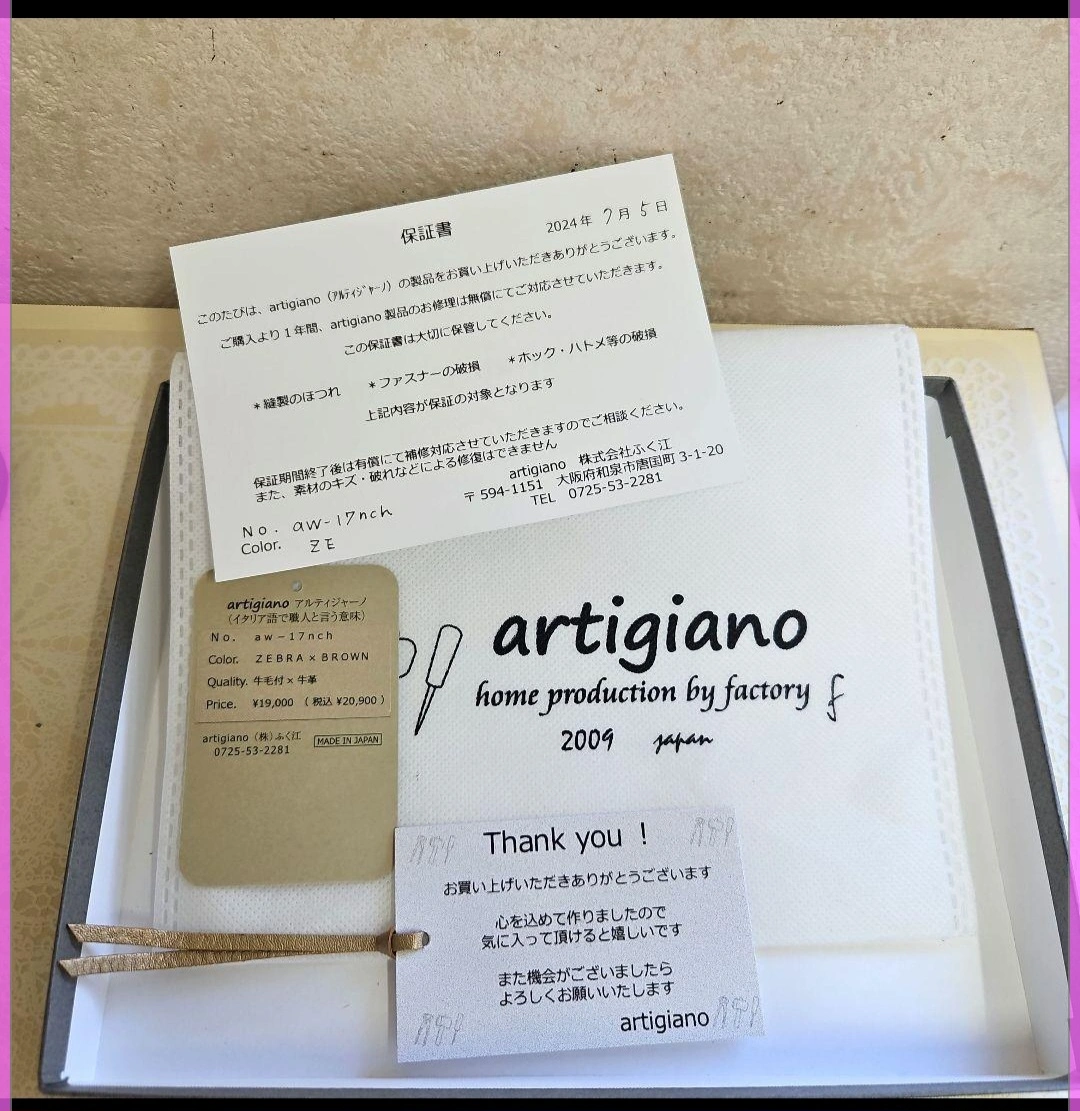 保証書
2024年 7月 5日
このたびは、artigiano (ｱﾙﾃｨｼﾞｬｰﾉ) の製品をお買い上げいただきありがとうございます。
ご購入より1年間、artigiano 製品のお修理は無償にてご対応させていただきます。
この保証書は大切に保管してください。
＊縫製のほつれ ＊ファスナーの破損 ＊ホック・ハトメ等の破損
上記内容が保証の対象となります
保証期間終了後は有償にて補修対応させていただきますのでご相談ください。
また、素材のキズ・破れなどによる修復はできません
artigiano 株式会社ふく江
〒594-1151 大阪府和泉市唐国町 3-1-20
TEL 0725-53-2281
No. aw-17nch
Color. ZE
artigiano アルティジャーノ
（イタリア語で職人と言う意味）
No. aw−17nch
Color. ZEBRA×BROWN
Quality. 牛毛付×牛革
Price. ¥19,000 （ 税込 ¥20,900 ）
artigiano （株）ふく江
0725-53-2281
MADE IN JAPAN
artigiano
home production by factory f
2009 japan
Thank you !
お買い上げいただきありがとうございます
心を込めて作りましたので
気に入って頂けると嬉しいです
また機会がございましたら
よろしくお願いいたします
artigiano